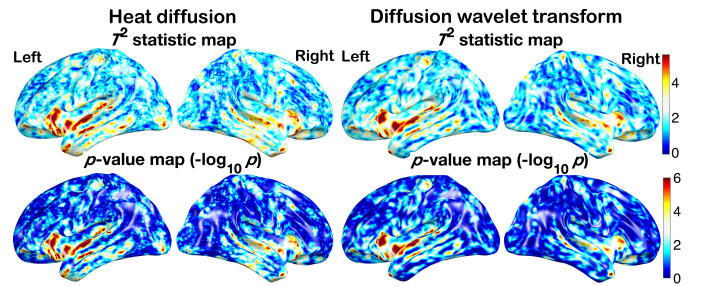 Heat diffusion
Diffusion wavelet transform
T² statistic map
T² statistic map
Left
Right
Left
Right
4
2
0
p-value map (-log₁₀ p)
p-value map (-log₁₀ p)
6
4
2
0